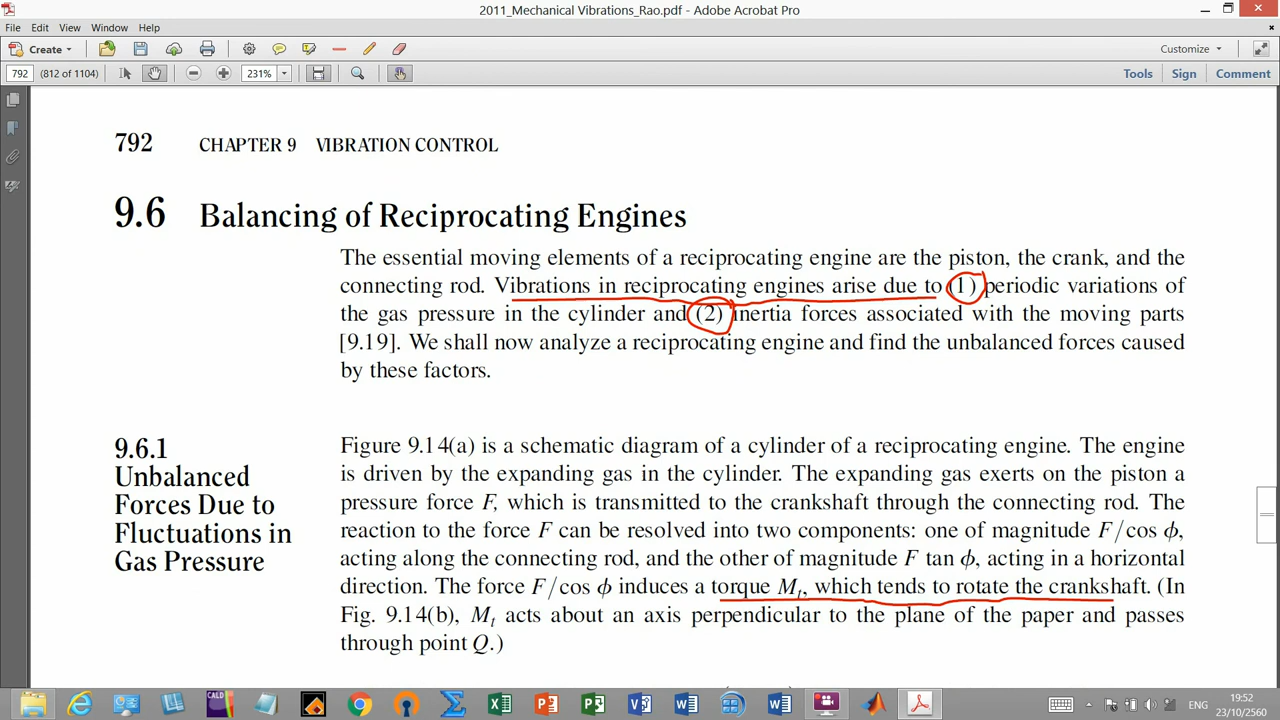 2011_Mechanical Vibrations_Rao.pdf - Adobe Acrobat Pro
File Edit View Window Help
Create
Customize
792 (812 of 1104) 231% Tools Sign Comment
792 CHAPTER 9 VIBRATION CONTROL
9.6 Balancing of Reciprocating Engines
The essential moving elements of a reciprocating engine are the piston, the crank, and the
connecting rod. Vibrations in reciprocating engines arise due to (1) periodic variations of
the gas pressure in the cylinder and (2) inertia forces associated with the moving parts
[9.19]. We shall now analyze a reciprocating engine and find the unbalanced forces caused
by these factors.
9.6.1
Unbalanced
Forces Due to
Fluctuations in
Gas Pressure
Figure 9.14(a) is a schematic diagram of a cylinder of a reciprocating engine. The engine
is driven by the expanding gas in the cylinder. The expanding gas exerts on the piston a
pressure force F, which is transmitted to the crankshaft through the connecting rod. The
reaction to the force F can be resolved into two components: one of magnitude F/cos ϕ,
acting along the connecting rod, and the other of magnitude F tan ϕ, acting in a horizontal
direction. The force F/cos ϕ induces a torque Mₜ, which tends to rotate the crankshaft. (In
Fig. 9.14(b), Mₜ acts about an axis perpendicular to the plane of the paper and passes
through point Q.)
CALD
ENG
19:52
23/10/2560